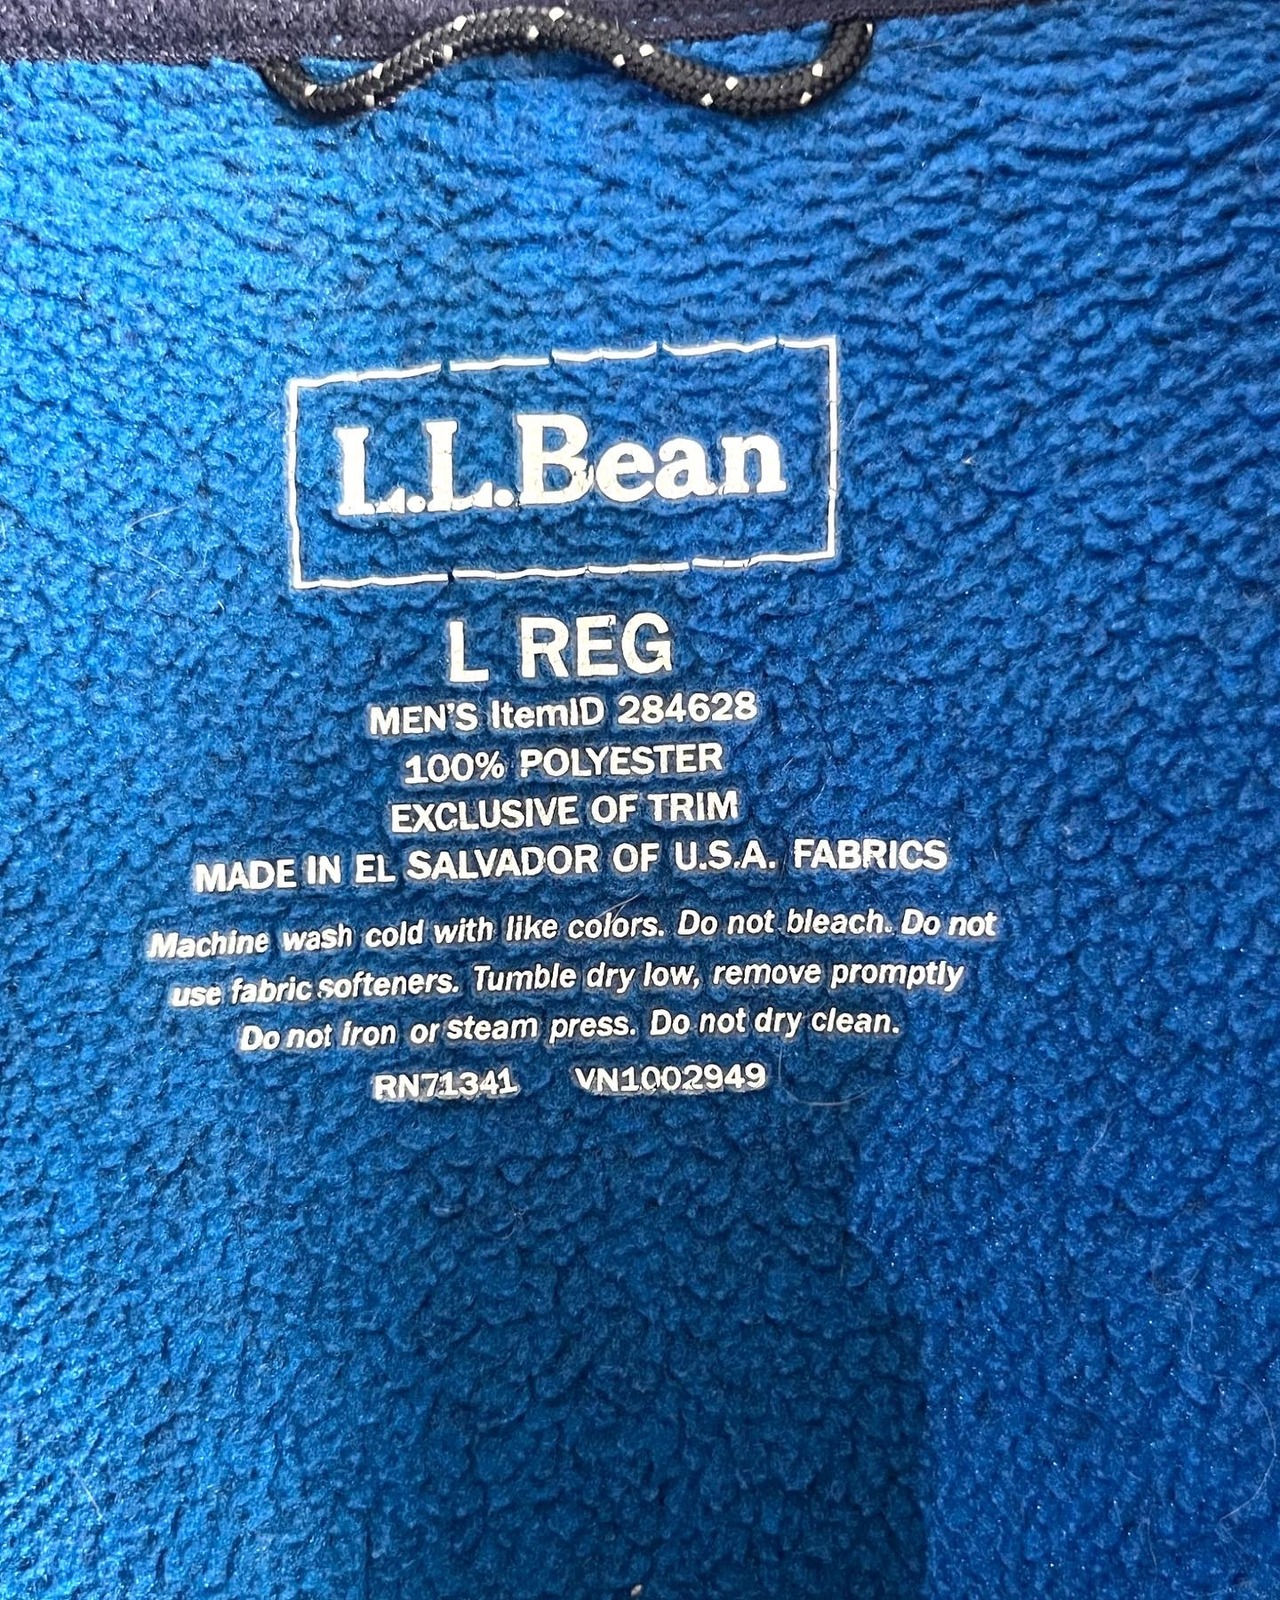 L.L.Bean
L REG
MEN'S ItemID 284628
100% POLYESTER
EXCLUSIVE OF TRIM
MADE IN EL SALVADOR OF U.S.A. FABRICS
Machine wash cold with like colors. Do not bleach. Do not
use fabric softeners. Tumble dry low, remove promptly
Do not iron or steam press. Do not dry clean.
RN71341 VN1002949